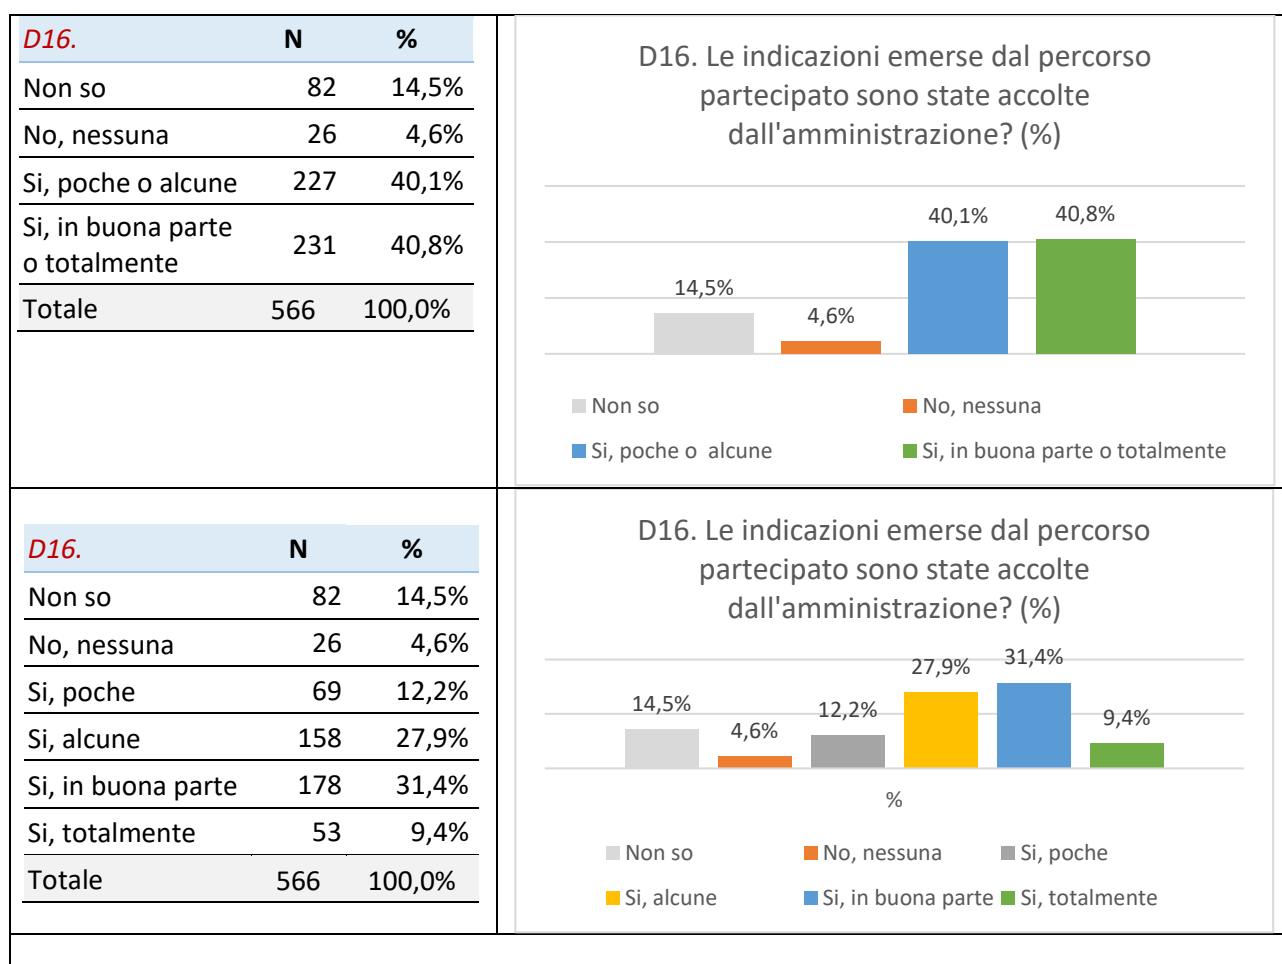 D16. N %
Non so 82 14,5%
No, nessuna 26 4,6%
Si, poche o alcune 227 40,1%
Si, in buona parte
o totalmente 231 40,8%
Totale 566 100,0%
D16. Le indicazioni emerse dal percorso
partecipato sono state accolte
dall'amministrazione? (%)
14,5%
4,6%
40,1%
40,8%
Non so
No, nessuna
Si, poche o alcune
Si, in buona parte o totalmente
D16. N %
Non so 82 14,5%
No, nessuna 26 4,6%
Si, poche 69 12,2%
Si, alcune 158 27,9%
Si, in buona parte 178 31,4%
Si, totalmente 53 9,4%
Totale 566 100,0%
D16. Le indicazioni emerse dal percorso
partecipato sono state accolte
dall'amministrazione? (%)
14,5%
4,6%
12,2%
27,9%
31,4%
9,4%
%
Non so
No, nessuna
Si, poche
Si, alcune
Si, in buona parte
Si, totalmente